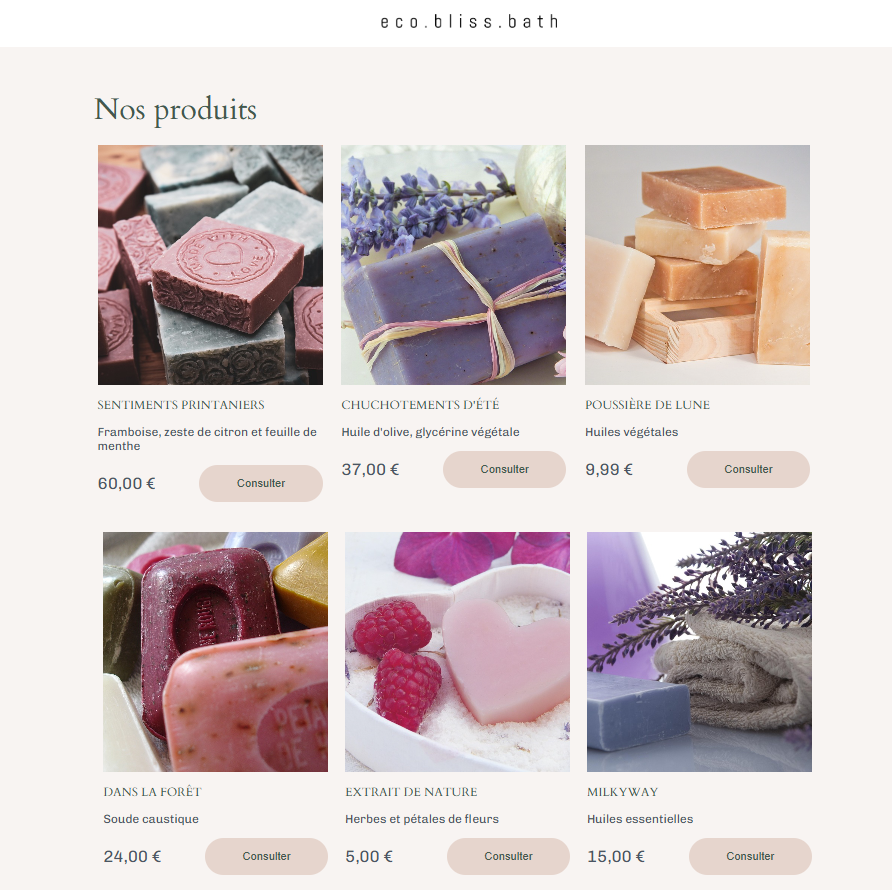 eco.bliss.bath
Nos produits
MADE WITH
LOVE
SENTIMENTS PRINTANIERS
Framboise, zeste de citron et feuille de
menthe
60,00 €
Consulter
CHUCHOTEMENTS D'ÉTÉ
Huile d'olive, glycérine végétale
37,00 €
Consulter
POUSSIÈRE DE LUNE
Huiles végétales
9,99 €
Consulter
DANS LA FORÊT
Soude caustique
24,00 €
Consulter
EXTRAIT DE NATURE
Herbes et pétales de fleurs
5,00 €
Consulter
MILKYWAY
Huiles essentielles
15,00 €
Consulter